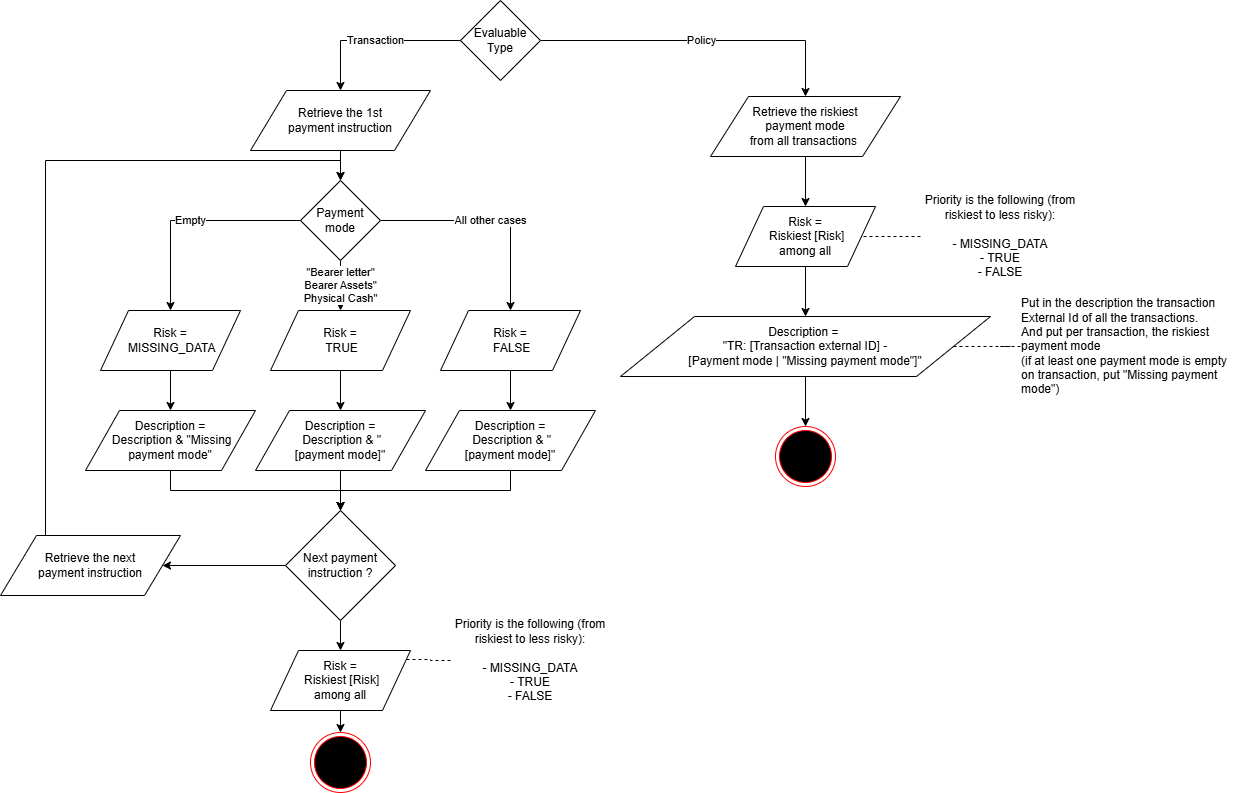 Evaluable
Type
Transaction
Policy
Retrieve the 1st
payment instruction
Retrieve the riskiest
payment mode
from all transactions
Payment
mode
Empty
All other cases
"Bearer letter"
Bearer Assets"
Physical Cash"
Risk =
Riskiest [Risk]
among all
Priority is the following (from
riskiest to less risky):
- MISSING_DATA
- TRUE
- FALSE
Risk =
MISSING_DATA
Risk =
TRUE
Risk =
FALSE
Description =
"TR: [Transaction external ID] -
[Payment mode | "Missing payment mode"]"
Put in the description the transaction
External Id of all the transactions.
And put per transaction, the riskiest
payment mode
(if at least one payment mode is empty
on transaction, put "Missing payment
mode")
Description =
Description & "Missing
payment mode"
Description =
Description & "
[payment mode]"
Description =
Description & "
[payment mode]"
Next payment
instruction ?
Retrieve the next
payment instruction
Risk =
Riskiest [Risk]
among all
Priority is the following (from
riskiest to less risky):
- MISSING_DATA
- TRUE
- FALSE